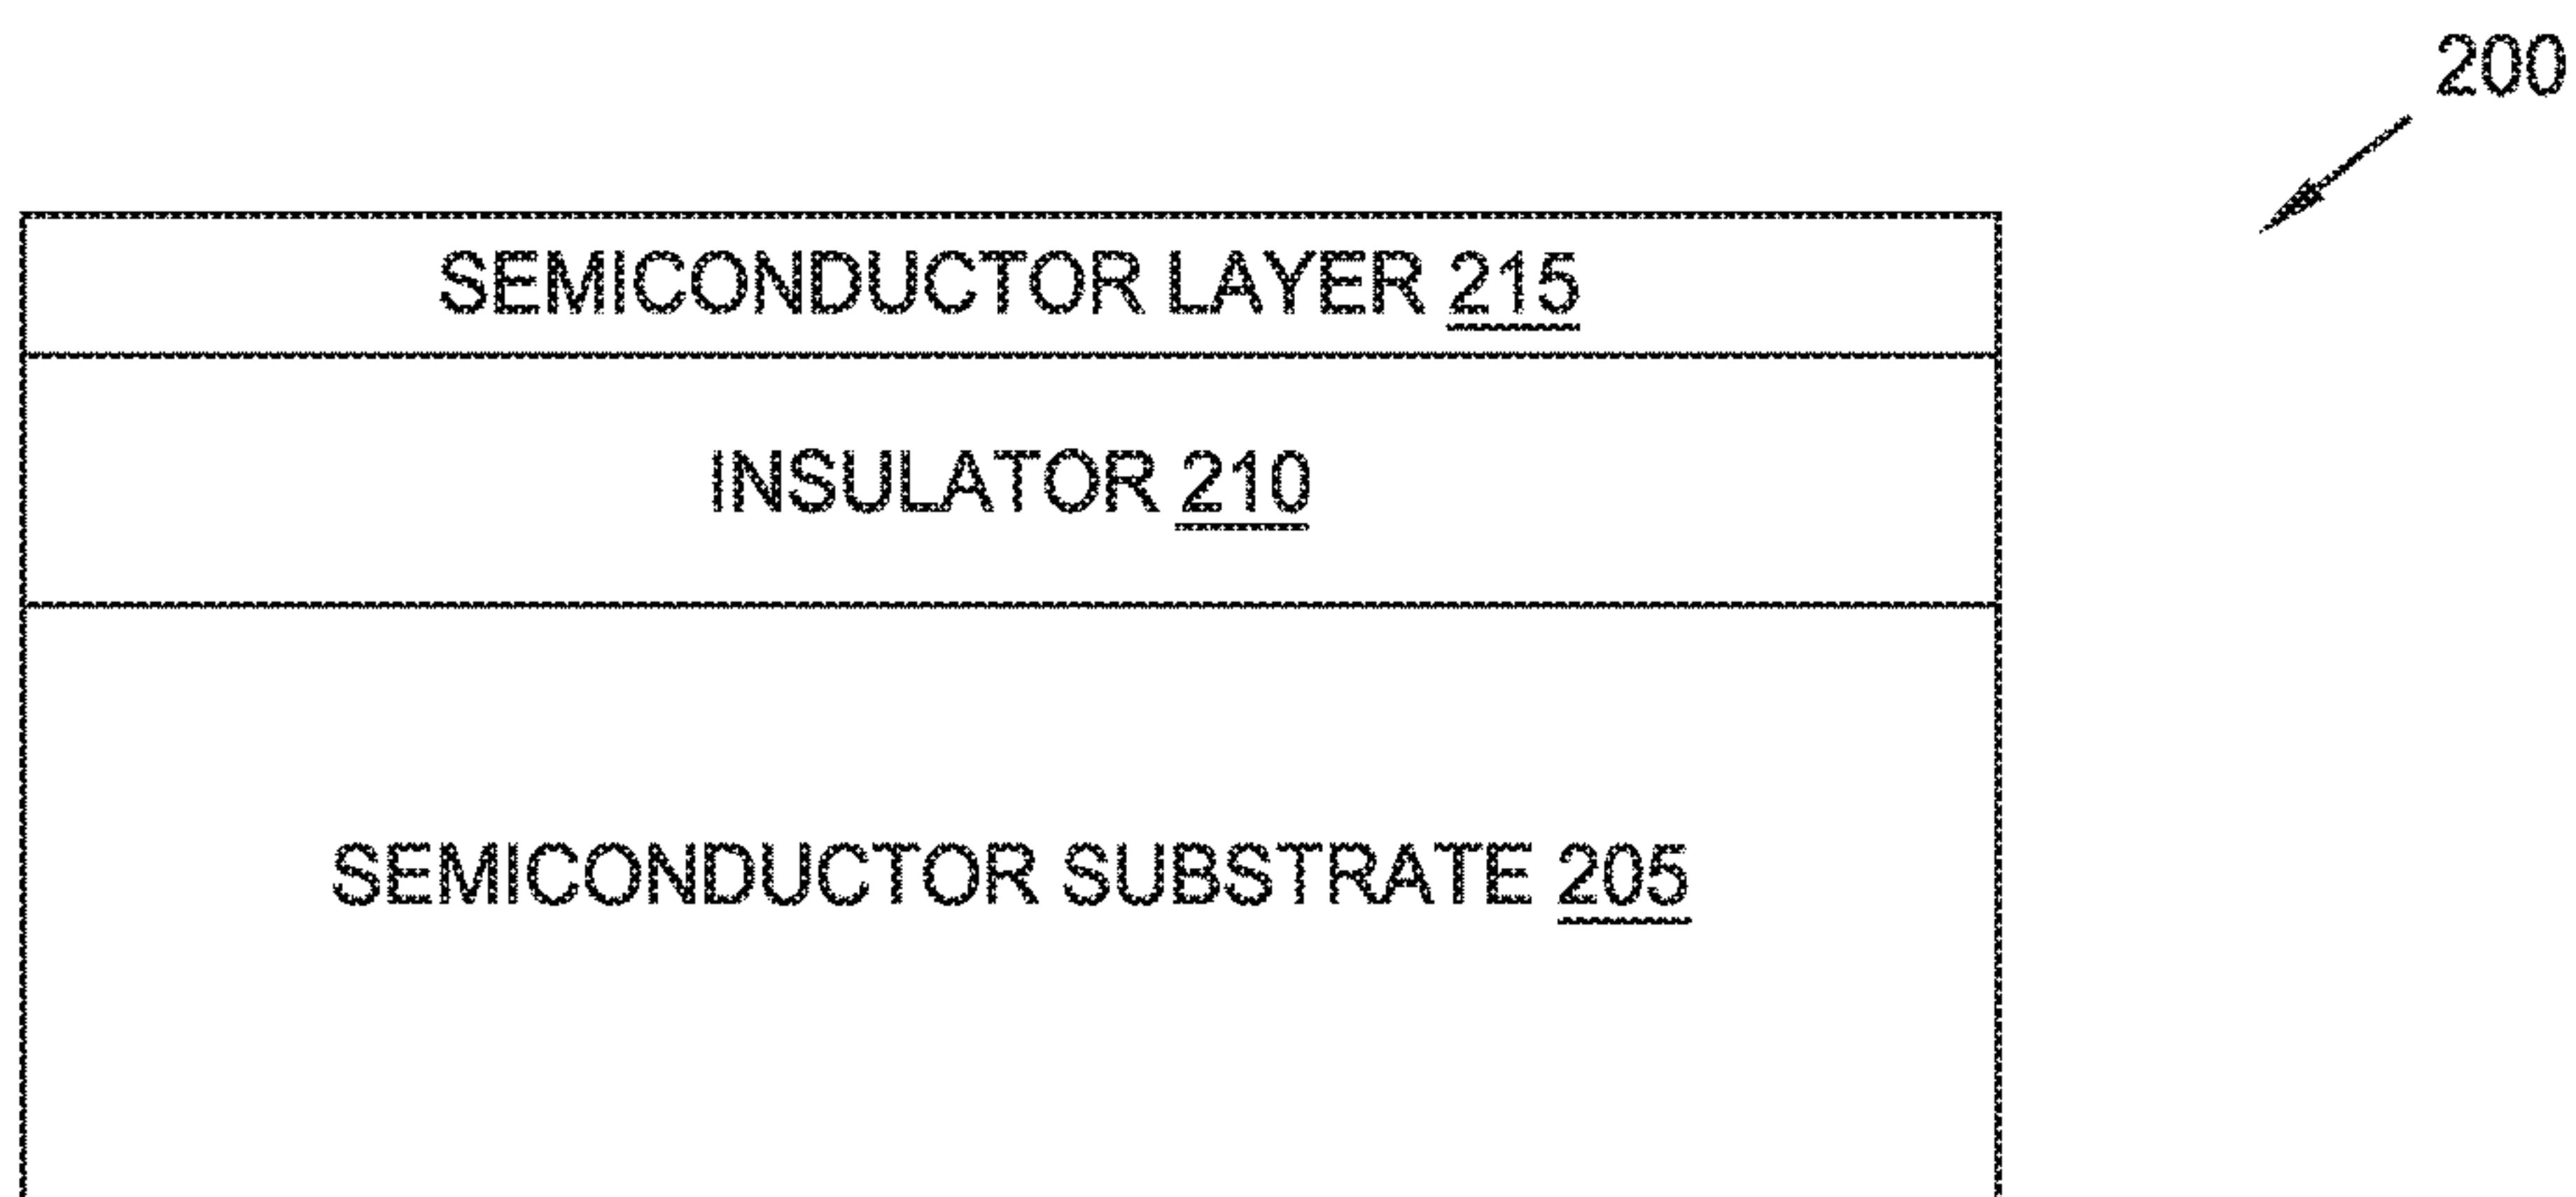 200
SEMICONDUCTOR LAYER 215
INSULATOR 210
SEMICONDUCTOR SUBSTRATE 205